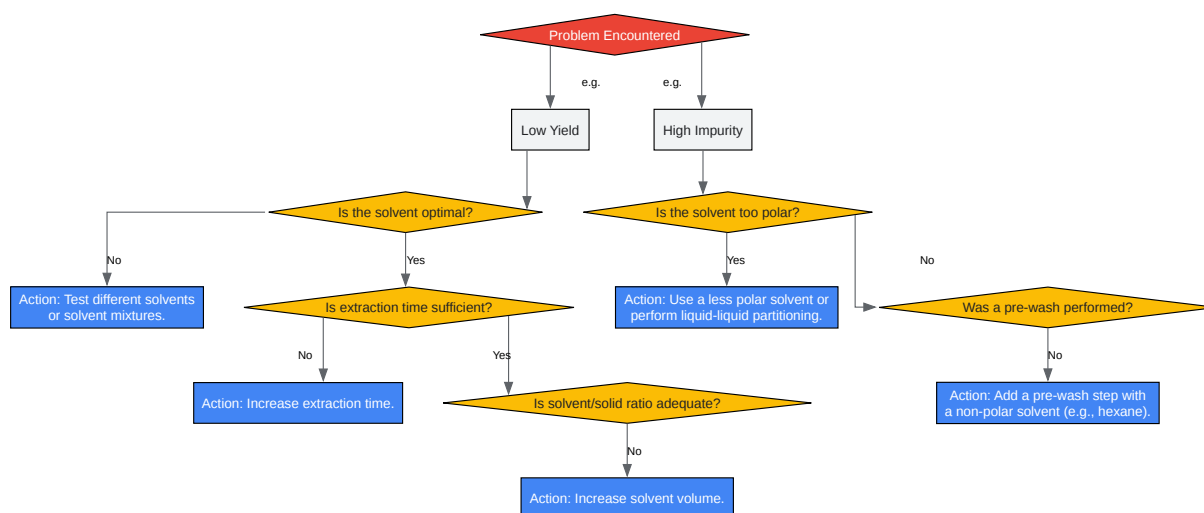 Problem Encountered
e.g.
e.g.
Low Yield
High Impurity
Is the solvent optimal?
Is the solvent too polar?
No
Yes
Yes
No
Action: Test different solvents
or solvent mixtures.
Is extraction time sufficient?
Action: Use a less polar solvent or
perform liquid-liquid partitioning.
Was a pre-wash performed?
No
Yes
No
Action: Increase extraction time.
Is solvent/solid ratio adequate?
Action: Add a pre-wash step with
a non-polar solvent (e.g., hexane).
No
Action: Increase solvent volume.